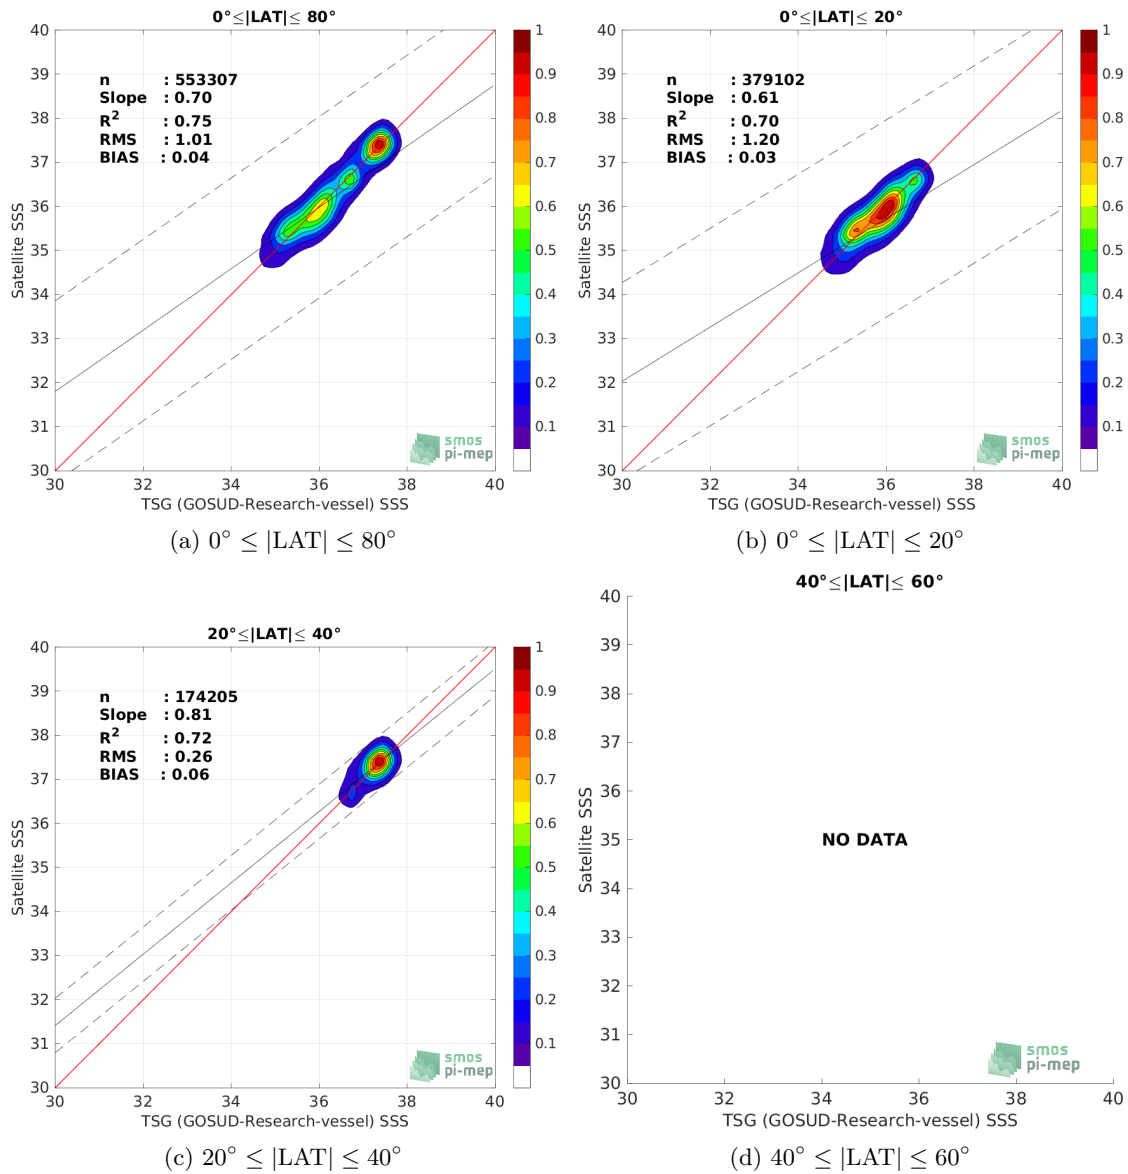 0°≤|LAT|≤ 80°
40
39
38
37
36
35
34
33
32
31
30
Satellite SSS
n : 553307
Slope : 0.70
R² : 0.75
RMS : 1.01
BIAS : 0.04
smos
pi-mep
30 32 34 36 38 40
TSG (GOSUD-Research-vessel) SSS
1
0.9
0.8
0.7
0.6
0.5
0.4
0.3
0.2
0.1
(a) 0° ≤ |LAT| ≤ 80°
0°≤|LAT|≤ 20°
40
39
38
37
36
35
34
33
32
31
30
Satellite SSS
n : 379102
Slope : 0.61
R² : 0.70
RMS : 1.20
BIAS : 0.03
smos
pi-mep
30 32 34 36 38 40
TSG (GOSUD-Research-vessel) SSS
1
0.9
0.8
0.7
0.6
0.5
0.4
0.3
0.2
0.1
(b) 0° ≤ |LAT| ≤ 20°
20°≤|LAT|≤ 40°
40
39
38
37
36
35
34
33
32
31
30
Satellite SSS
n : 174205
Slope : 0.81
R² : 0.72
RMS : 0.26
BIAS : 0.06
smos
pi-mep
30 32 34 36 38 40
TSG (GOSUD-Research-vessel) SSS
1
0.9
0.8
0.7
0.6
0.5
0.4
0.3
0.2
0.1
(c) 20° ≤ |LAT| ≤ 40°
40°≤|LAT|≤ 60°
40
39
38
37
36
35
34
33
32
31
30
Satellite SSS
NO DATA
smos
pi-mep
30 32 34 36 38 40
TSG (GOSUD-Research-vessel) SSS
(d) 40° ≤ |LAT| ≤ 60°